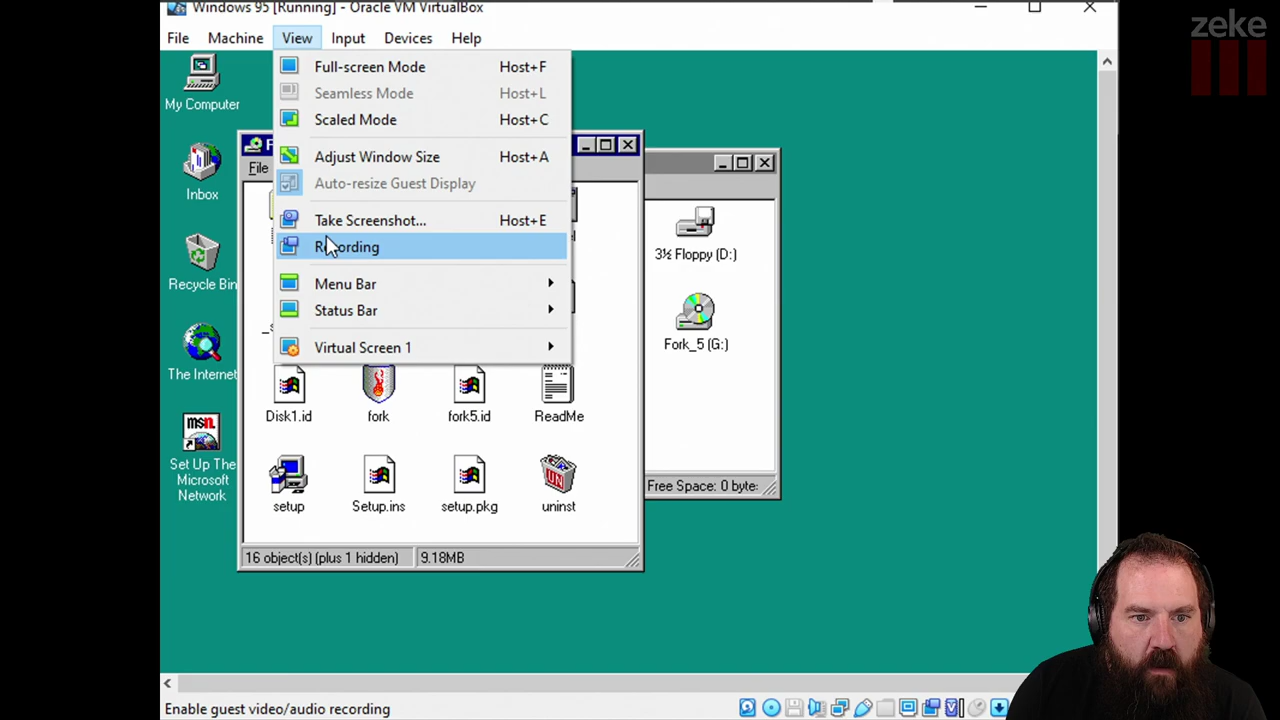 Windows 95 [Running] - Oracle VM VirtualBox
zeke
File Machine View Input Devices Help
My Computer
Inbox
Recycle Bin
The Internet
msn.
Set Up The
Microsoft
Network
Full-screen Mode Host+F
Seamless Mode Host+L
Scaled Mode Host+C
Adjust Window Size Host+A
Auto-resize Guest Display
Take Screenshot... Host+E
Recording
Menu Bar
Status Bar
Virtual Screen 1
File
Disk1.id fork fork5.id ReadMe
setup Setup.ins setup.pkg uninst
UN
16 object(s) (plus 1 hidden) 9.18MB
3½ Floppy (D:)
Fork_5 (G:)
Free Space: 0 byte
Enable guest video/audio recording